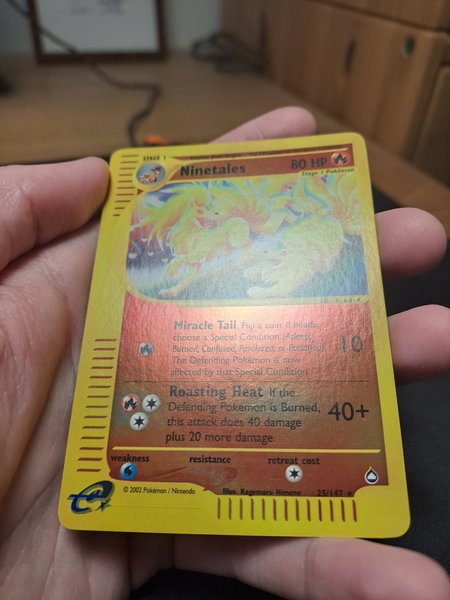 STAGE 1
Ninetales
80 HP
Stage 1 Pokémon
Miracle Tail Flip a coin. If heads,
choose a Special Condition (Asleep,
Burned, Confused, Paralyzed, or Poisoned).
The Defending Pokémon is now
affected by that Special Condition.
10
Roasting Heat If the
Defending Pokémon is Burned,
this attack does 40 damage
plus 20 more damage.
40+
weakness resistance retreat cost
e
© 2002 Pokémon / Nintendo
Illus. Kagemaru Himeno
25/147 ★